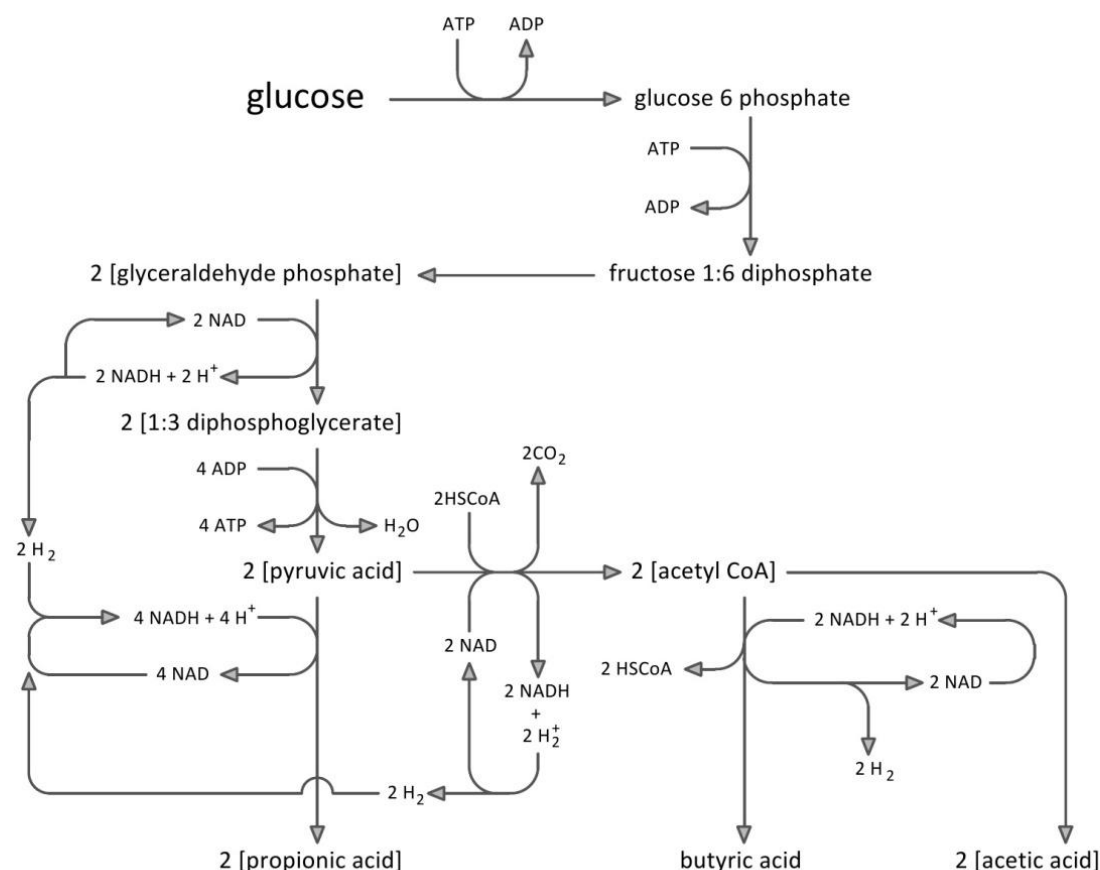 ATP ADP
glucose
glucose 6 phosphate
ATP
ADP
2 [glyceraldehyde phosphate]
fructose 1:6 diphosphate
2 NAD
2 NADH + 2 H⁺
2 [1:3 diphosphoglycerate]
4 ADP
4 ATP
H₂O
2CO₂
2HSCoA
2 H₂
2 [pyruvic acid]
2 [acetyl CoA]
4 NADH + 4 H⁺
4 NAD
2 NAD
2 NADH
+
2 H₂⁺
2 NADH + 2 H⁺
2 HSCoA
2 NAD
2 H₂
2 H₂
2 [propionic acid]
butyric acid
2 [acetic acid]